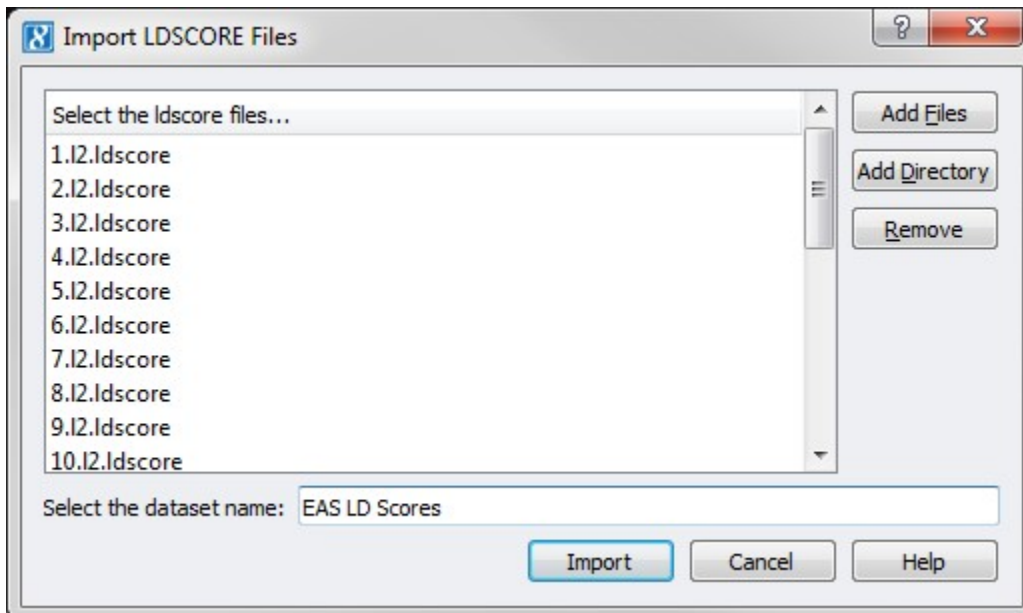 Import LDSCORE Files
Select the ldscore files...
1.l2.ldscore
2.l2.ldscore
3.l2.ldscore
4.l2.ldscore
5.l2.ldscore
6.l2.ldscore
7.l2.ldscore
8.l2.ldscore
9.l2.ldscore
10.l2.ldscore
Add Files
Add Directory
Remove
Select the dataset name: EAS LD Scores
Import Cancel Help